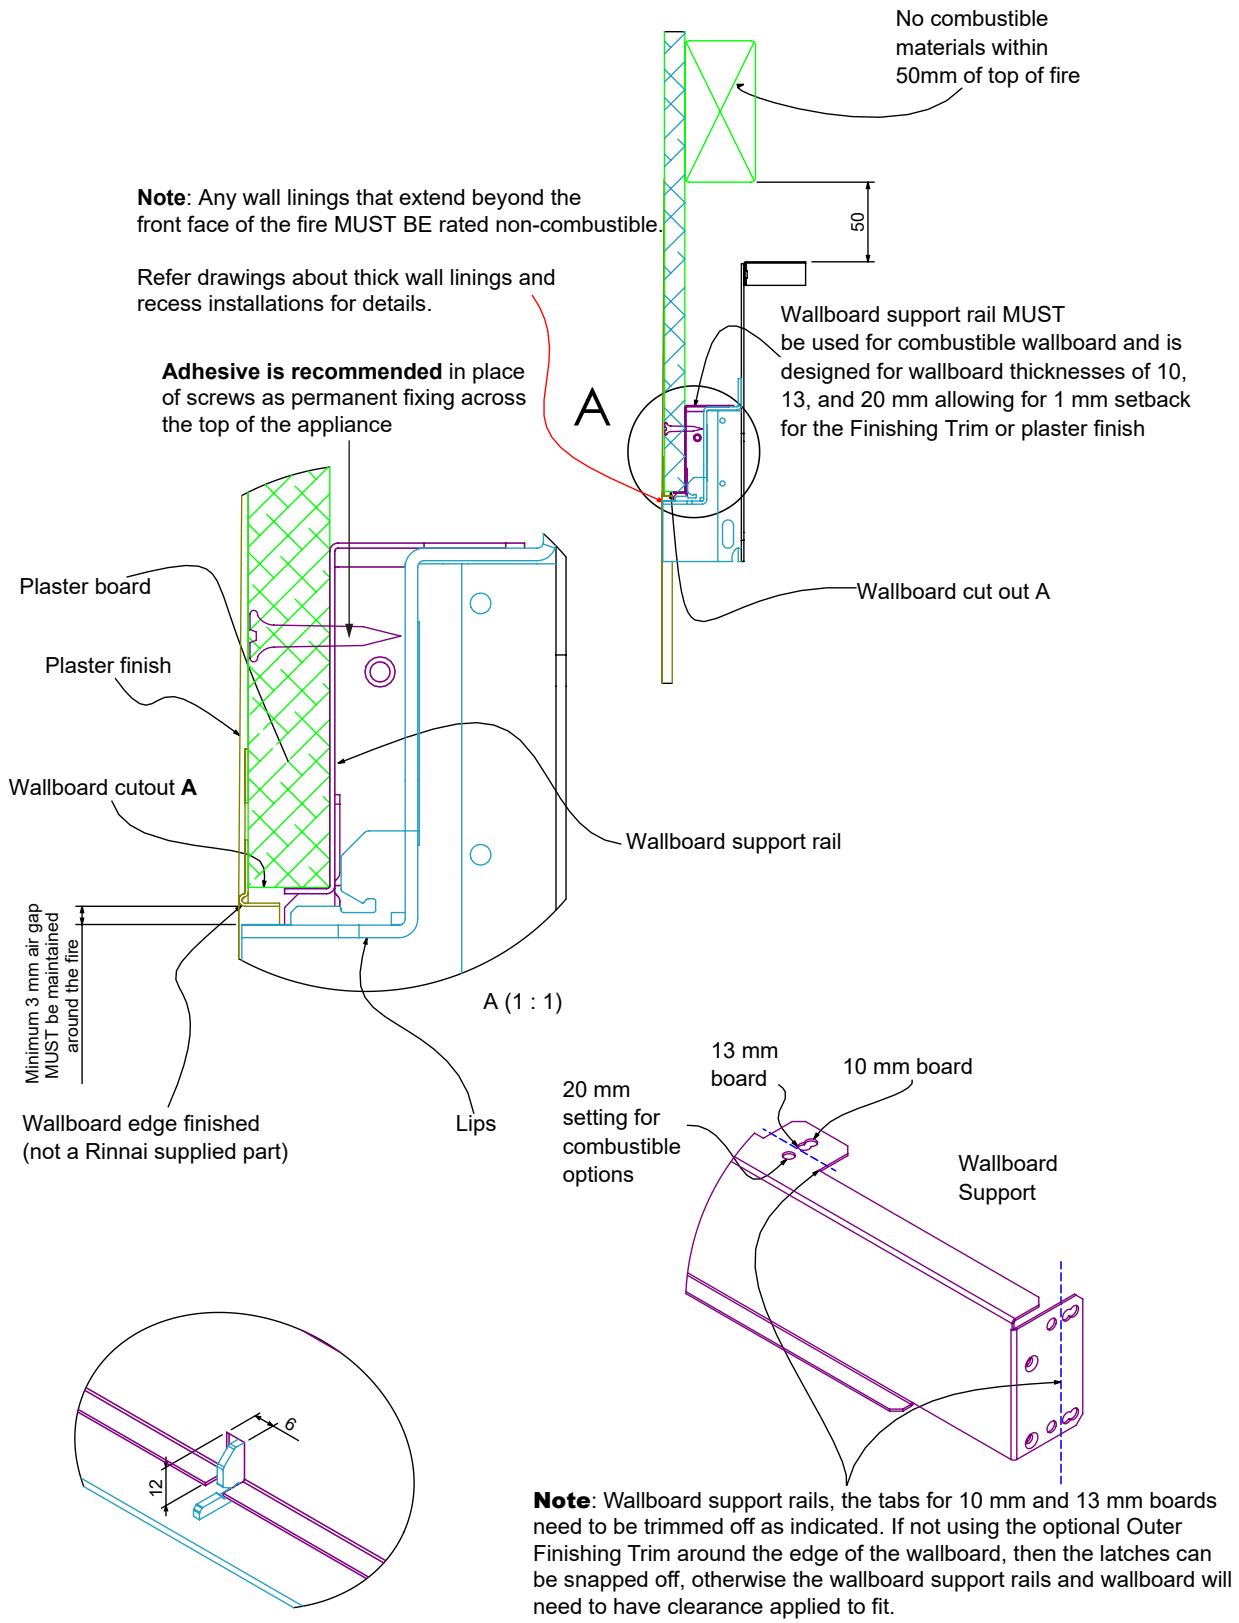 No combustible
materials within
50mm of top of fire
Note: Any wall linings that extend beyond the
front face of the fire MUST BE rated non-combustible.
50
Refer drawings about thick wall linings and
recess installations for details.
Wallboard support rail MUST
be used for combustible wallboard and is
designed for wallboard thicknesses of 10,
13, and 20 mm allowing for 1 mm setback
for the Finishing Trim or plaster finish
Adhesive is recommended in place
of screws as permanent fixing across
the top of the appliance
A
Plaster board
Wallboard cut out A
Plaster finish
Wallboard cutout A
Wallboard support rail
Minimum 3 mm air gap
MUST be maintained
around the fire
A (1 : 1)
Wallboard edge finished
(not a Rinnai supplied part)
Lips
13 mm
board
10 mm board
20 mm
setting for
combustible
options
Wallboard
Support
6
12
Note: Wallboard support rails, the tabs for 10 mm and 13 mm boards
need to be trimmed off as indicated. If not using the optional Outer
Finishing Trim around the edge of the wallboard, then the latches can
be snapped off, otherwise the wallboard support rails and wallboard will
need to have clearance applied to fit.